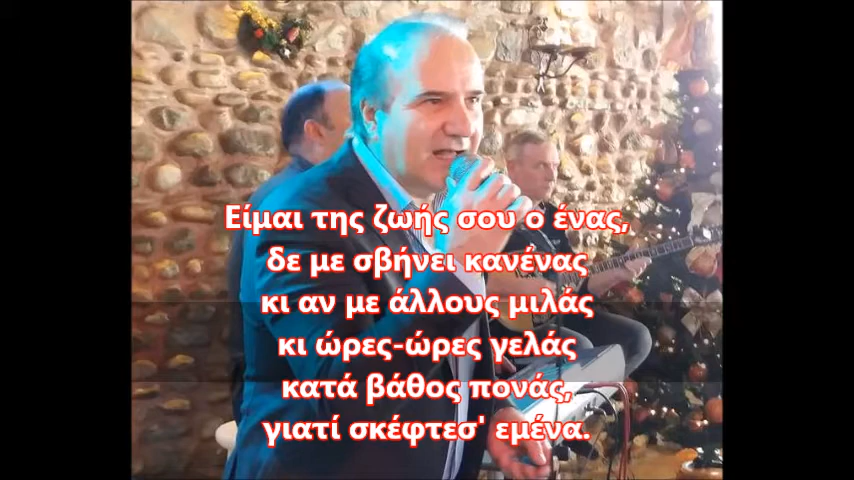 Είμαι της ζωής σου ο ένας,
δε με σβήνει κανένας
κι αν με άλλους μιλάς
κι ώρες-ώρες γελάς
κατά βάθος πονάς,
γιατί σκέφτεσ' εμένα.